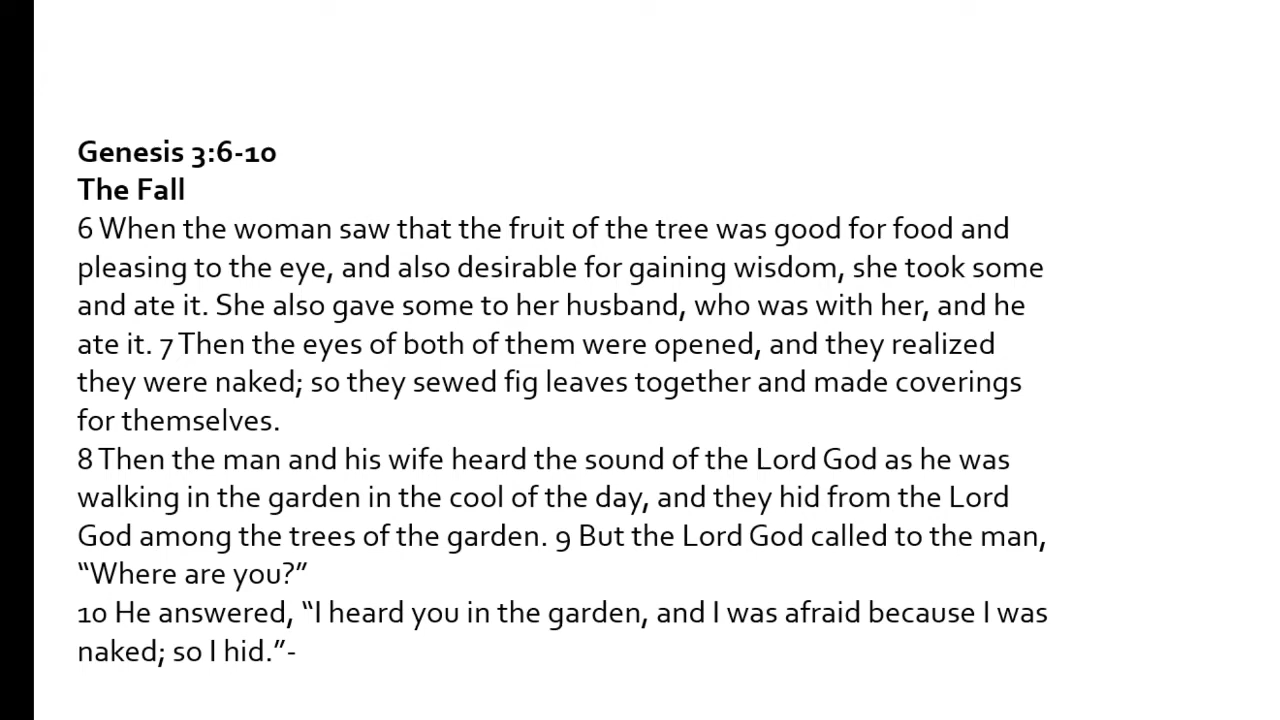 Genesis 3:6-10
The Fall
6 When the woman saw that the fruit of the tree was good for food and
pleasing to the eye, and also desirable for gaining wisdom, she took some
and ate it. She also gave some to her husband, who was with her, and he
ate it. 7 Then the eyes of both of them were opened, and they realized
they were naked; so they sewed fig leaves together and made coverings
for themselves.
8 Then the man and his wife heard the sound of the Lord God as he was
walking in the garden in the cool of the day, and they hid from the Lord
God among the trees of the garden. 9 But the Lord God called to the man,
“Where are you?”
10 He answered, “I heard you in the garden, and I was afraid because I was
naked; so I hid.”-